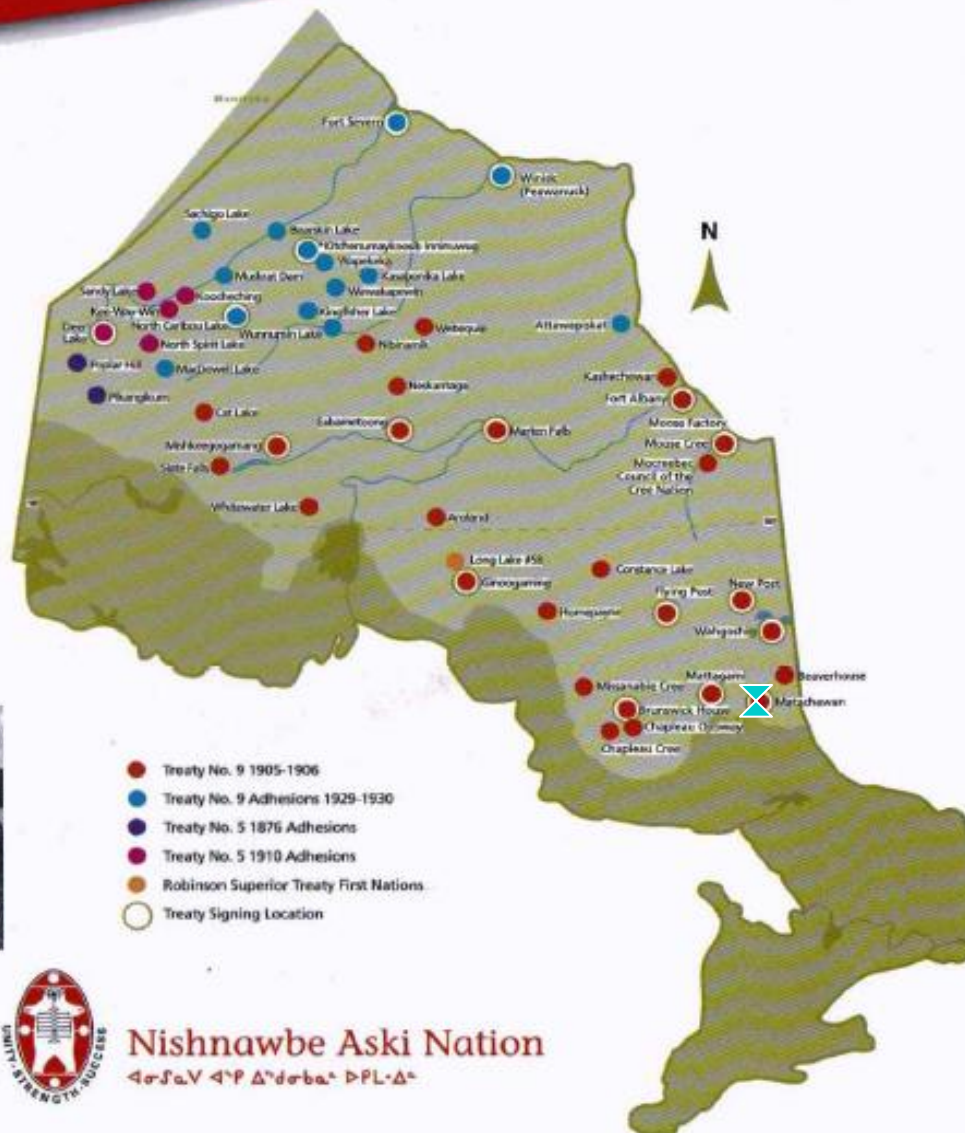 Fort Severn
Winisk
(Peawanuck)
N
Sachigo Lake
Bearskin Lake
Wapekeka
Muskrat Dam
Kasabonika Lake
Sandy Lake
Koocheching
Wawakapewin
Kee-Way-Win
Kingfisher Lake
North Caribou Lake
Deer
Lake
Wunnumin Lake
Webequie
Attawapiskat
North Spirit Lake
Nibinamik
Poplar Hill
MacDowell Lake
Kashechewan
Pikangikum
Neskantaga
Fort Albany
Cat Lake
Eabametoong
Marten Falls
Moose Factory
Mishkeegogamang
Moose Cree
Slate Falls
Mocreebec
Council of the
Cree Nation
Whitewater Lake
Aroland
Long Lake #58
Constance Lake
Ginoogaming
Flying Post
New Post
Hornepayne
Wahgoshig
Mattagami
Beaverhouse
Missanabie Cree
Matachewan
Brunswick House
Chapleau Ojibway
Chapleau Cree
Treaty No. 9 1905-1906
Treaty No. 9 Adhesions 1929-1930
Treaty No. 5 1876 Adhesions
Treaty No. 5 1910 Adhesions
Robinson Superior Treaty First Nations
Treaty Signing Location
UNITY·STRENGTH·SUCCESS
Nishnawbe Aski Nation